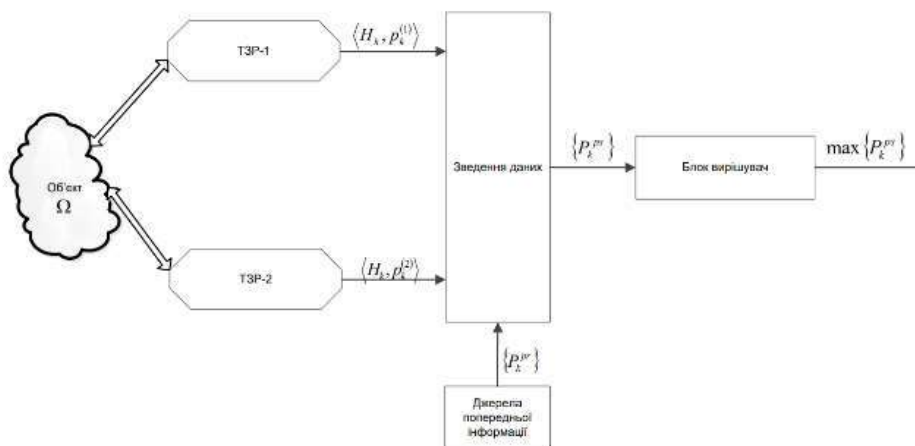 ТЗР-1
⟨H_k, p_k^(1)⟩
Об'єкт
Ω
Зведення даних
{P_k^ps}
Блок вирішувач
max{P_k^ps}
ТЗР-2
⟨H_k, p_k^(2)⟩
{P_k^pr}
Джерела
попередньої
інформації